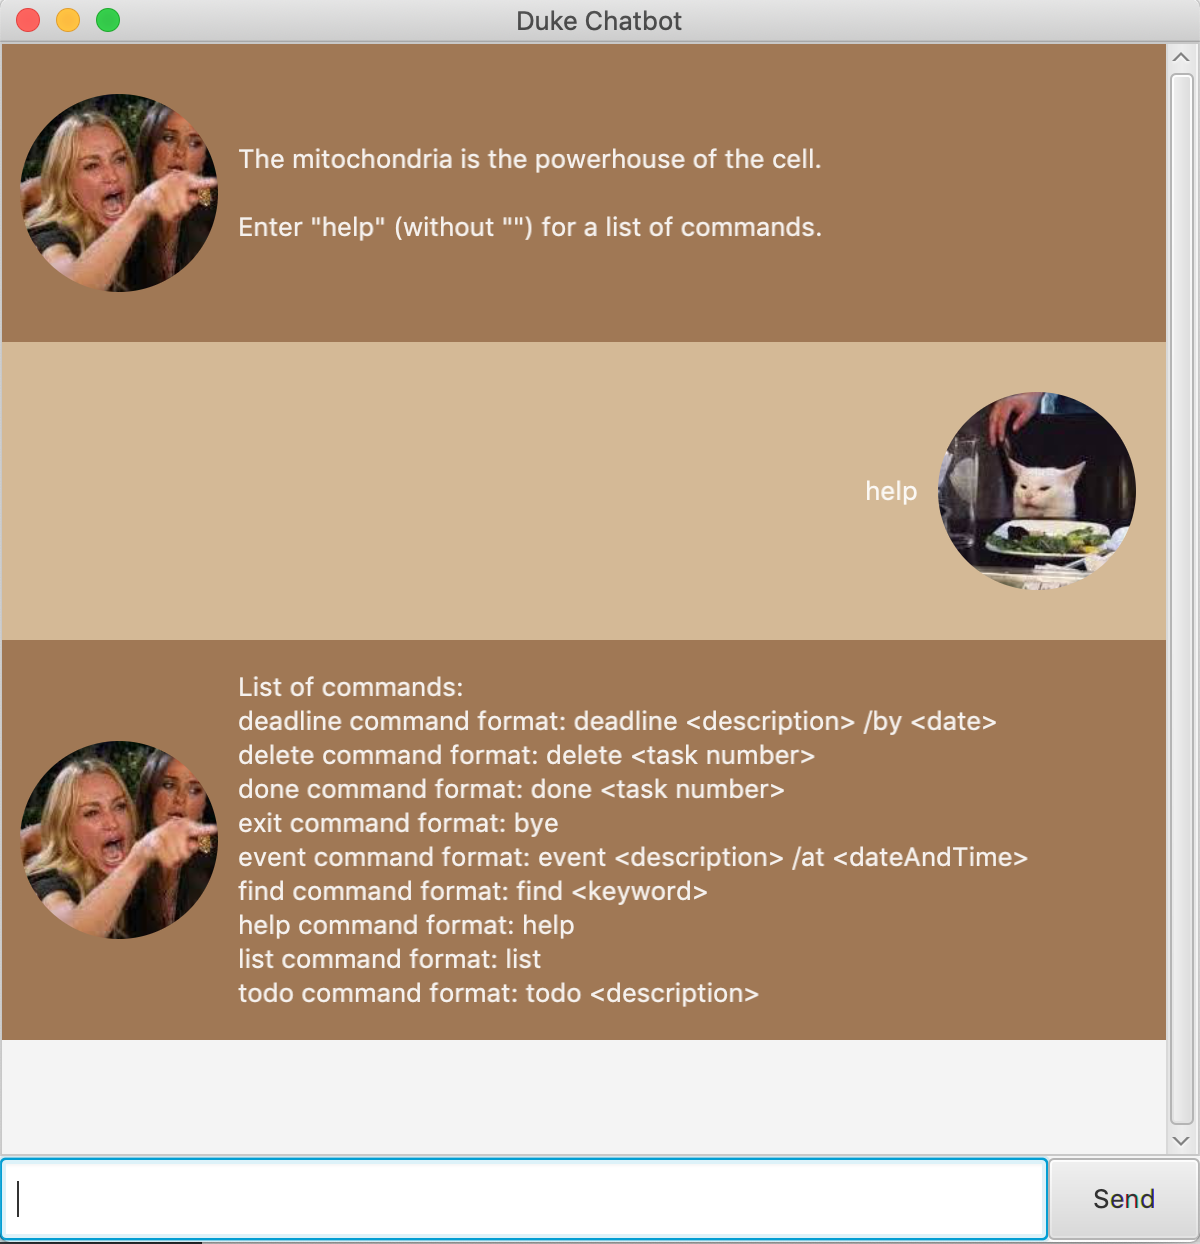 Duke Chatbot
The mitochondria is the powerhouse of the cell.
Enter "help" (without "") for a list of commands.
help
List of commands:
deadline command format: deadline <description> /by <date>
delete command format: delete <task number>
done command format: done <task number>
exit command format: bye
event command format: event <description> /at <dateAndTime>
find command format: find <keyword>
help command format: help
list command format: list
todo command format: todo <description>
Send